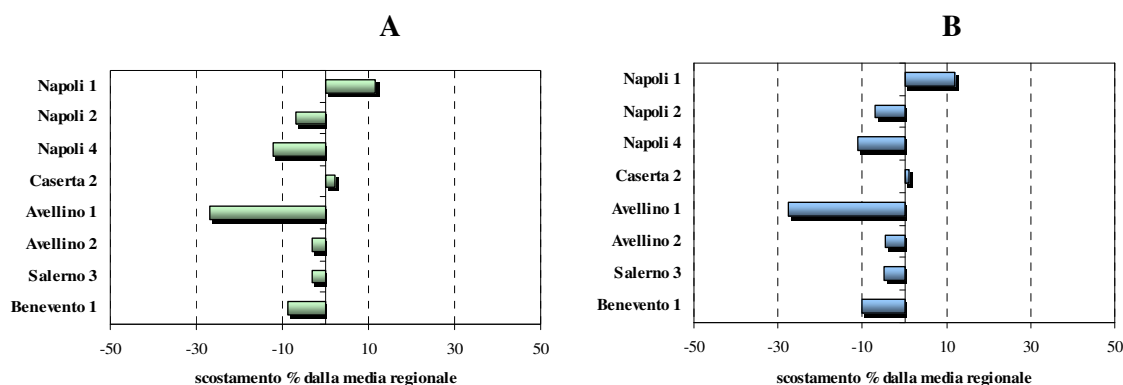 A
Napoli 1
Napoli 2
Napoli 4
Caserta 2
Avellino 1
Avellino 2
Salerno 3
Benevento 1
-50 -30 -10 10 30 50
scostamento % dalla media regionale
B
Napoli 1
Napoli 2
Napoli 4
Caserta 2
Avellino 1
Avellino 2
Salerno 3
Benevento 1
-50 -30 -10 10 30 50
scostamento % dalla media regionale